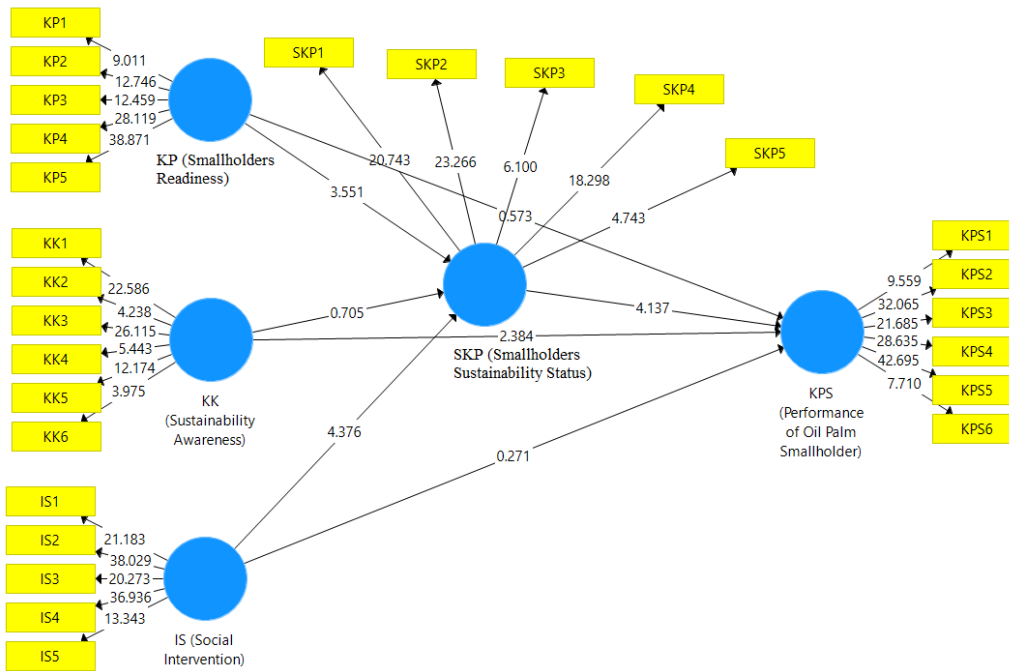 KP1
KP2
KP3
KP4
KP5
9.011
12.746
12.459
28.119
38.871
KP (Smallholders
Readiness)
SKP1
SKP2
SKP3
SKP4
SKP5
20.743
23.266
6.100
18.298
4.743
3.551
0.573
KK1
KK2
KK3
KK4
KK5
KK6
22.586
4.238
26.115
5.443
12.174
3.975
KK
(Sustainability
Awareness)
0.705
2.384
4.137
SKP (Smallholders
Sustainability Status)
KPS1
KPS2
KPS3
KPS4
KPS5
KPS6
9.559
32.065
21.685
28.635
42.695
7.710
KPS
(Performance
of Oil Palm
Smallholder)
4.376
0.271
IS1
IS2
IS3
IS4
IS5
21.183
38.029
20.273
36.936
13.343
IS (Social
Intervention)